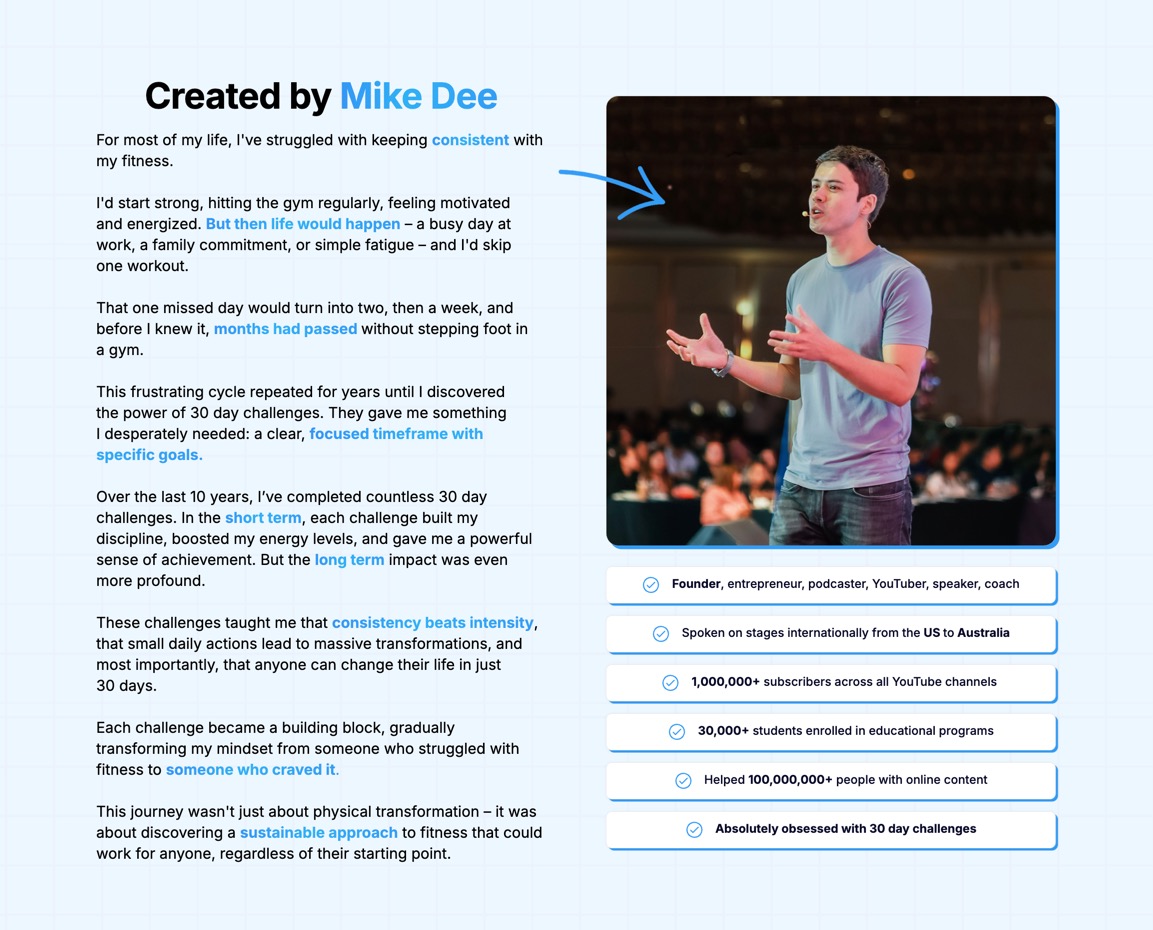 Created by Mike Dee
For most of my life, I've struggled with keeping consistent with
my fitness.
I'd start strong, hitting the gym regularly, feeling motivated
and energized. But then life would happen – a busy day at
work, a family commitment, or simple fatigue – and I'd skip
one workout.
That one missed day would turn into two, then a week, and
before I knew it, months had passed without stepping foot in
a gym.
This frustrating cycle repeated for years until I discovered
the power of 30 day challenges. They gave me something
I desperately needed: a clear, focused timeframe with
specific goals.
Over the last 10 years, I’ve completed countless 30 day
challenges. In the short term, each challenge built my
discipline, boosted my energy levels, and gave me a powerful
sense of achievement. But the long term impact was even
more profound.
These challenges taught me that consistency beats intensity,
that small daily actions lead to massive transformations, and
most importantly, that anyone can change their life in just
30 days.
Each challenge became a building block, gradually
transforming my mindset from someone who struggled with
fitness to someone who craved it.
This journey wasn't just about physical transformation – it was
about discovering a sustainable approach to fitness that could
work for anyone, regardless of their starting point.
Founder, entrepreneur, podcaster, YouTuber, speaker, coach
Spoken on stages internationally from the US to Australia
1,000,000+ subscribers across all YouTube channels
30,000+ students enrolled in educational programs
Helped 100,000,000+ people with online content
Absolutely obsessed with 30 day challenges